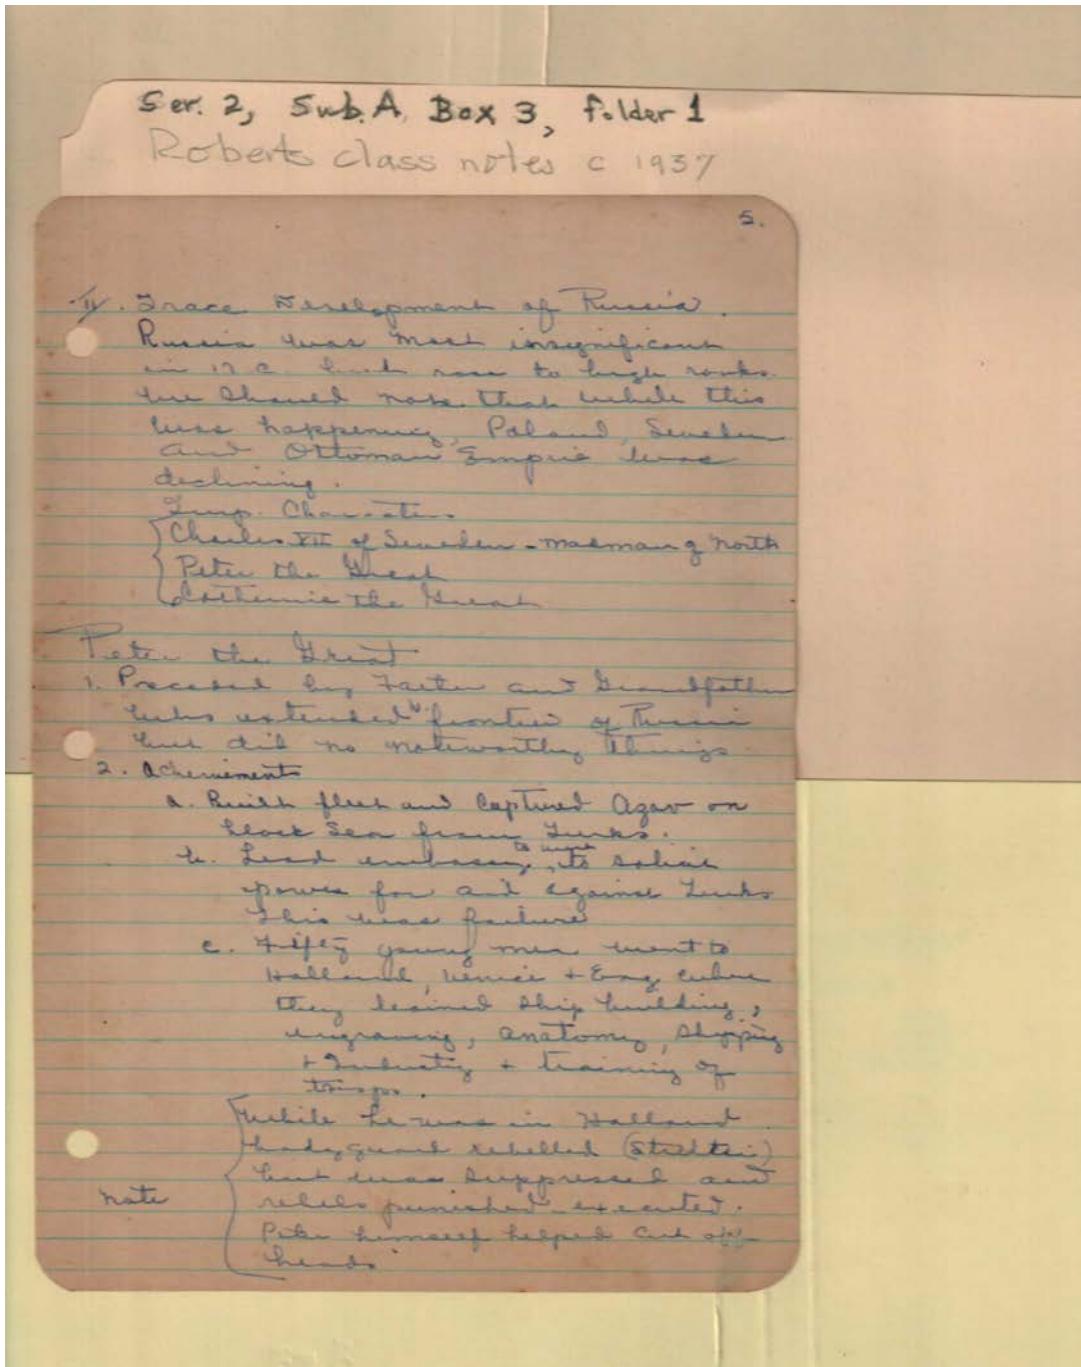 Ser. 2, Sub. A, Box 3, folder 1
Roberts class notes c 1937
5.
IV. Trace Development of Russia.
Russia was most insignificant
in 17 C but rose to high ranks.
We should note that while this
was happening, Poland, Sweden
and Ottoman Empire was
declining.
Imp. Characters
Charles XII of Sweden - madman of North
Peter the Great
Catherine the Great
Peter the Great
1. Preceded by Father and Grandfather
who extended frontier of Russia
but did no noteworthy things.
2. Achievements
a. Built fleet and Captured Azov on
black Sea from Turks.
b. Lead embassy to west, to solicit
power for aid against Turks
This was failure
c. Fifty young men went to
Holland, Venice + Eng where
they learned ship building,
engraving, anatomy, shipping
+ Industry + training of
troops.
While he was in Holland
bodyguard rebelled
but was suppressed and
note
rebels punished - executed.
Peter himself helped cut off
heads